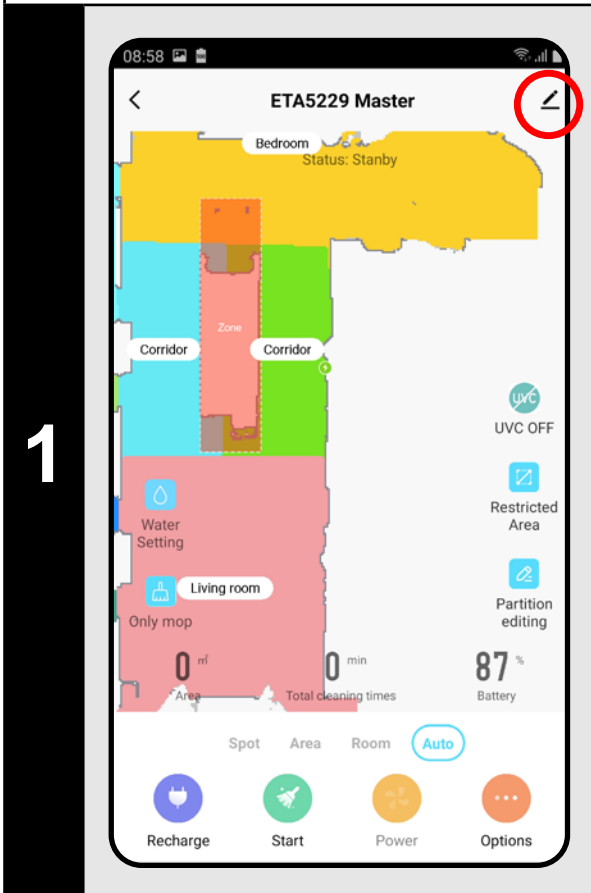 08:58
ETA5229 Master
Bedroom
Status: Stanby
Zone
Corridor
Corridor
UVC
UVC OFF
1
Restricted
Area
Water
Setting
Living room
Only mop
Partition
editing
0 ㎡
0 min
87 %
Area
Total cleaning times
Battery
Spot Area Room Auto
Recharge
Start
Power
Options